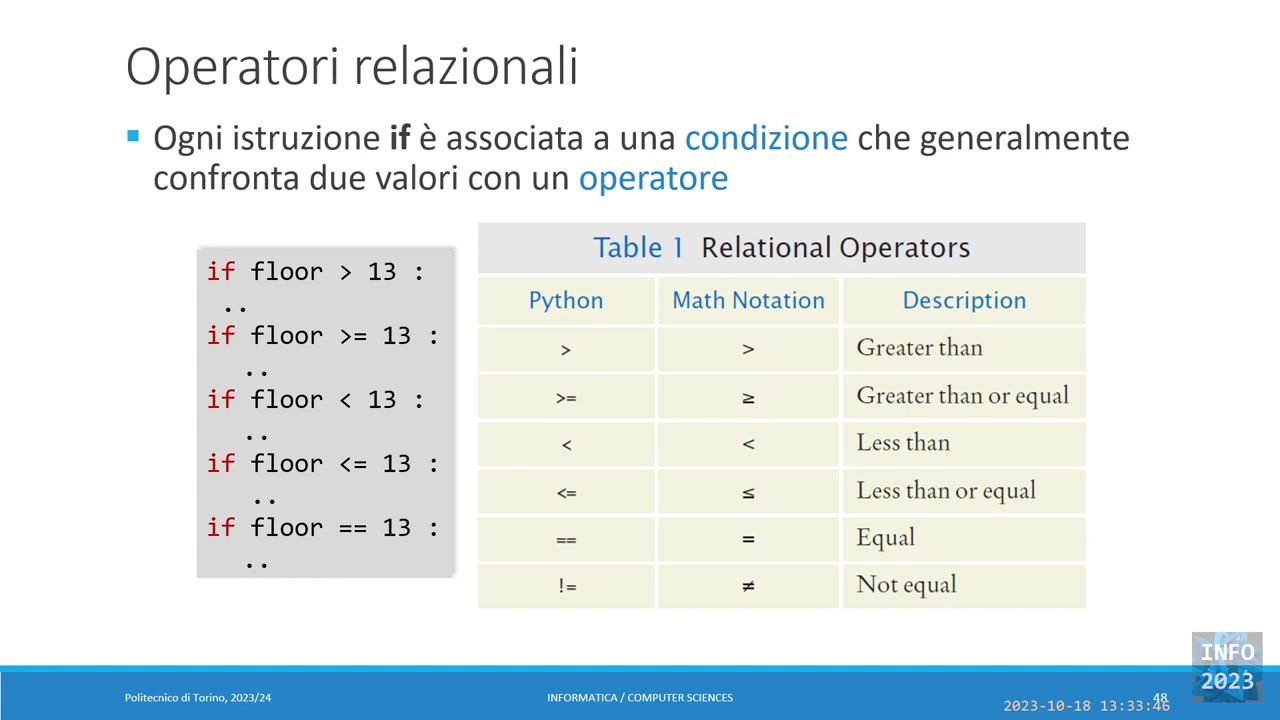 Operatori relazionali
Ogni istruzione if è associata a una condizione che generalmente
confronta due valori con un operatore
if floor > 13 :
..
if floor >= 13 :
..
if floor < 13 :
..
if floor <= 13 :
..
if floor == 13 :
..
Table 1 Relational Operators
Python Math Notation Description
> > Greater than
>= ≥ Greater than or equal
< < Less than
<= ≤ Less than or equal
== = Equal
!= ≠ Not equal
INFO
2023
Politecnico di Torino, 2023/24 INFORMATICA / COMPUTER SCIENCES 48
2023-10-18 13:33:46